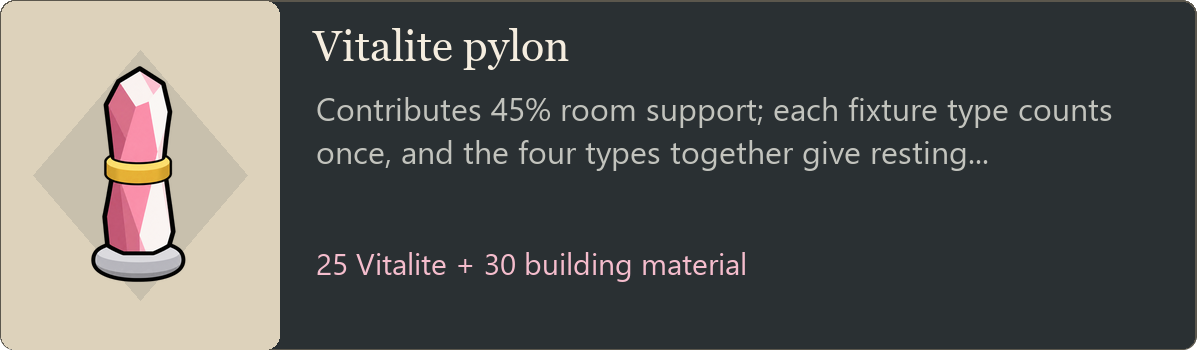 Vitalite pylon
Contributes 45% room support; each fixture type counts
once, and the four types together give resting...
25 Vitalite + 30 building material